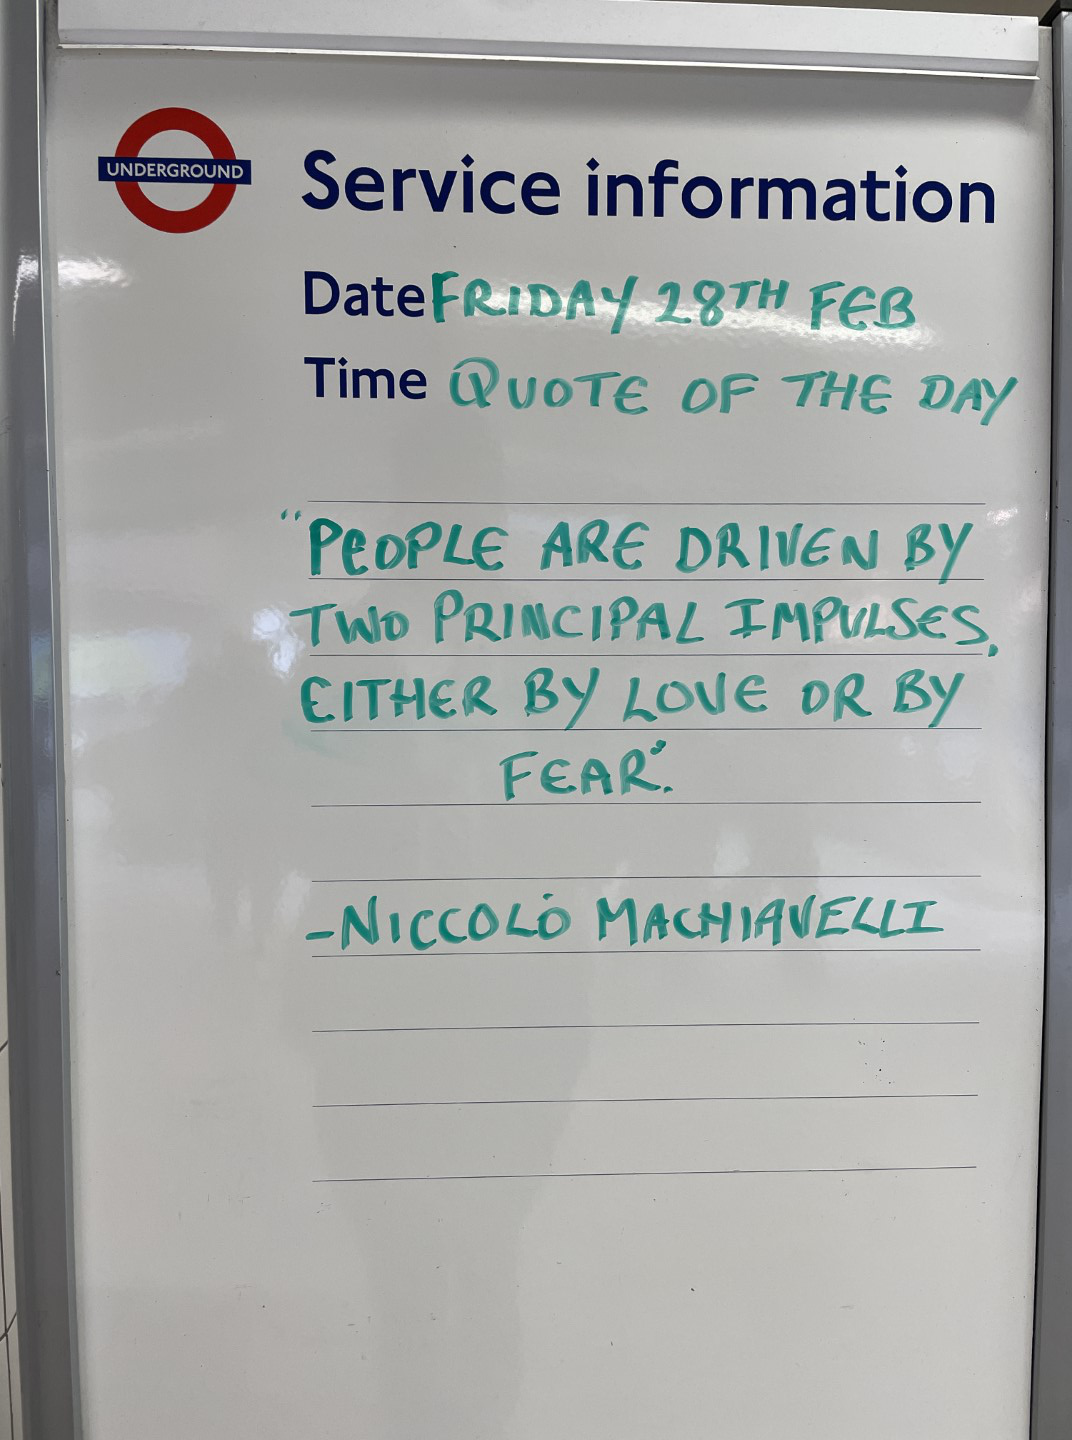 UNDERGROUND
Service information
Date FRIDAY 28TH FEB
Time QUOTE OF THE DAY
"PEOPLE ARE DRIVEN BY
TWO PRINCIPAL IMPULSES,
EITHER BY LOVE OR BY
FEAR".
-NICCOLÒ MACHIAVELLI